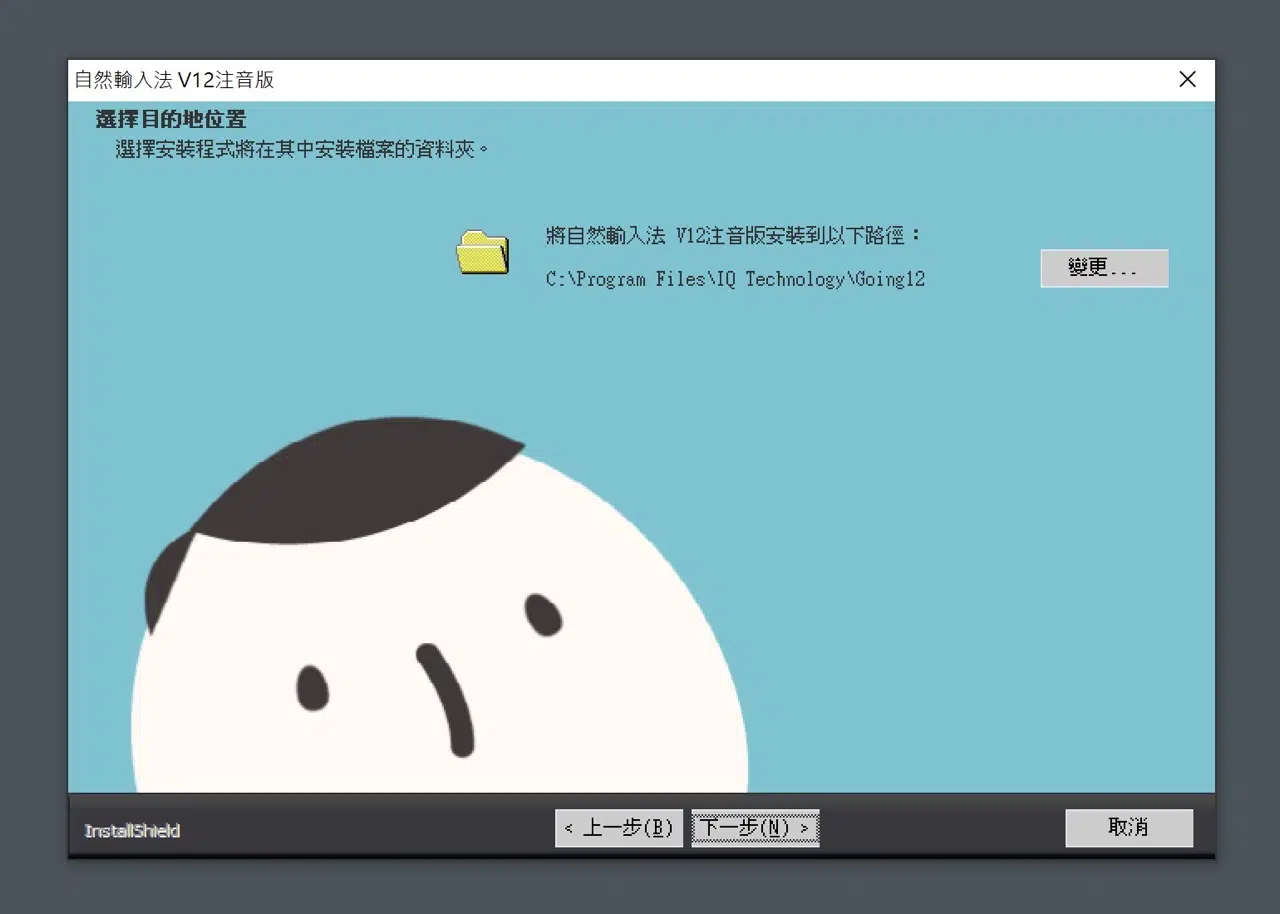 自然輸入法 V12注音版
選擇目的地位置
選擇安裝程式將在其中安裝檔案的資料夾。
將自然輸入法 V12注音版安裝到以下路徑：
C:\Program Files\IQ Technology\Going12
變更...
InstallShield
< 上一步(B)
下一步(N) >
取消